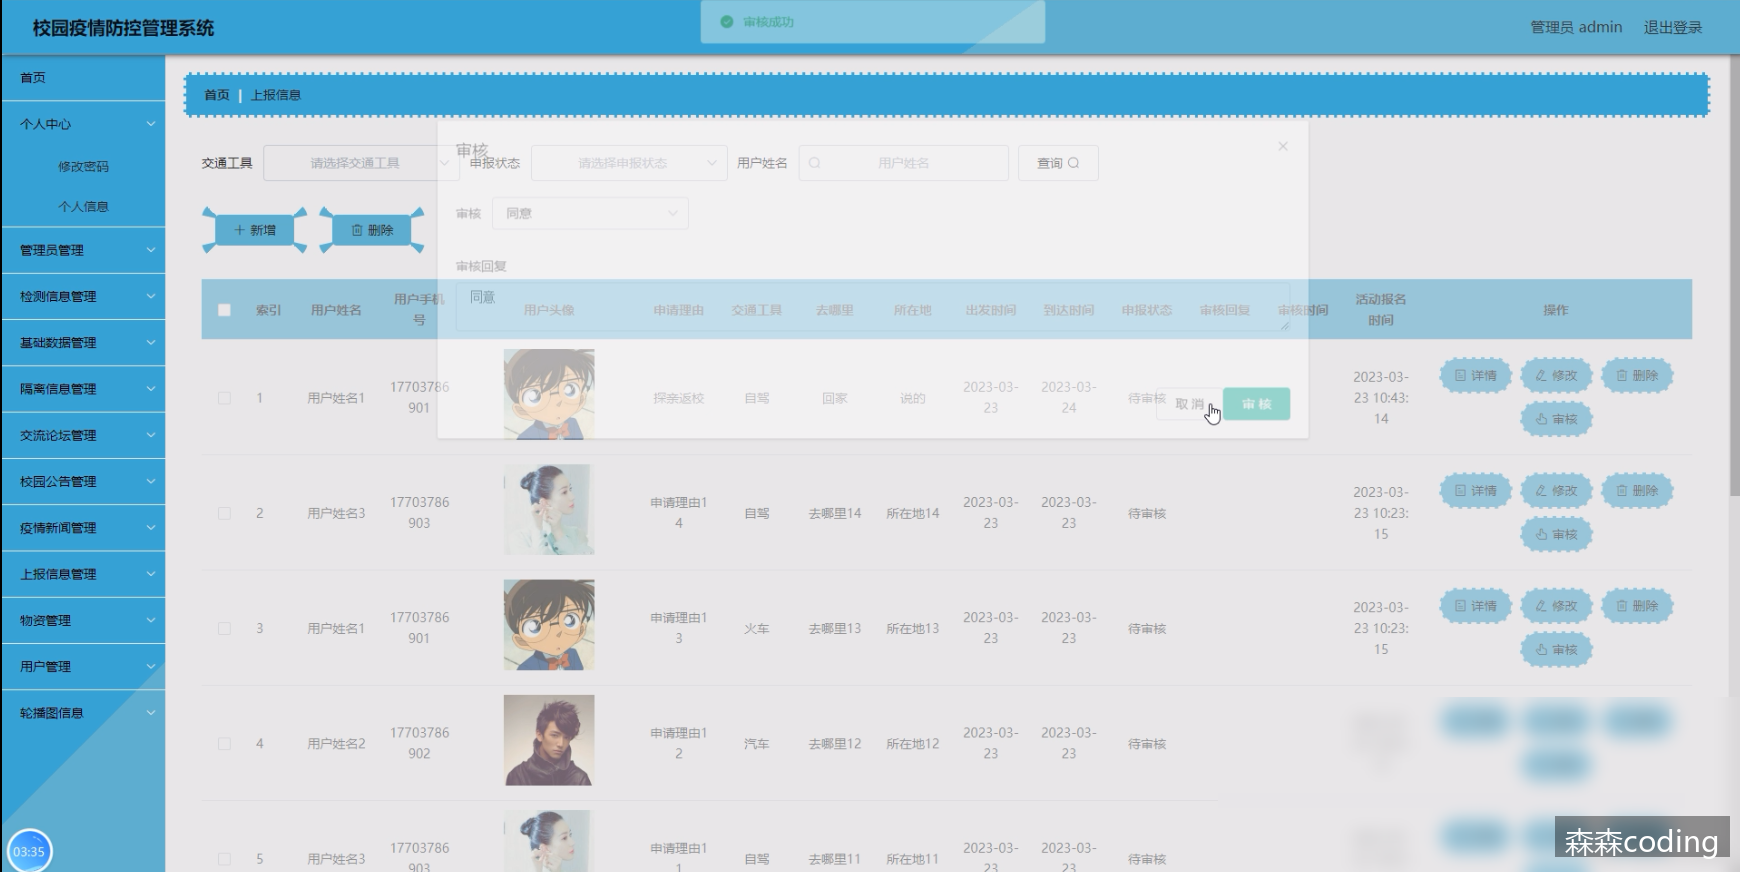 校园疫情防控管理系统
审核成功
管理员 admin
退出登录
首页
个人中心
修改密码
个人信息
管理员管理
检测信息管理
基础数据管理
隔离信息管理
交流论坛管理
校园公告管理
疫情新闻管理
上报信息管理
物资管理
用户管理
轮播图信息
03:35
首页 | 上报信息
审核
交通工具 请选择交通工具 申报状态 请选择申报状态 用户姓名 用户姓名 查询
审核 同意
+ 新增 删除
审核回复
同意
索引 用户姓名 用户手机号 用户头像 申请理由 交通工具 去哪里 所在地 出发时间 到达时间 申报状态 审核回复 审核时间 活动报名时间 操作
1 用户姓名1 17703786901 探亲返校 自驾 回家 说的 2023-03-23 2023-03-24 待审核 2023-03-23 10:43:14 详情 修改 删除 审核
取 消 审 核
2 用户姓名3 17703786903 申请理由14 自驾 去哪里14 所在地14 2023-03-23 2023-03-23 待审核 2023-03-23 10:23:15 详情 修改 删除 审核
3 用户姓名1 17703786901 申请理由13 火车 去哪里13 所在地13 2023-03-23 2023-03-23 待审核 2023-03-23 10:23:15 详情 修改 删除 审核
4 用户姓名2 17703786902 申请理由12 汽车 去哪里12 所在地12 2023-03-23 2023-03-23 待审核
5 用户姓名3 17703786903 申请理由11 自驾 去哪里11 所在地11 2023-03-23 2023-03-23 待审核
森森coding